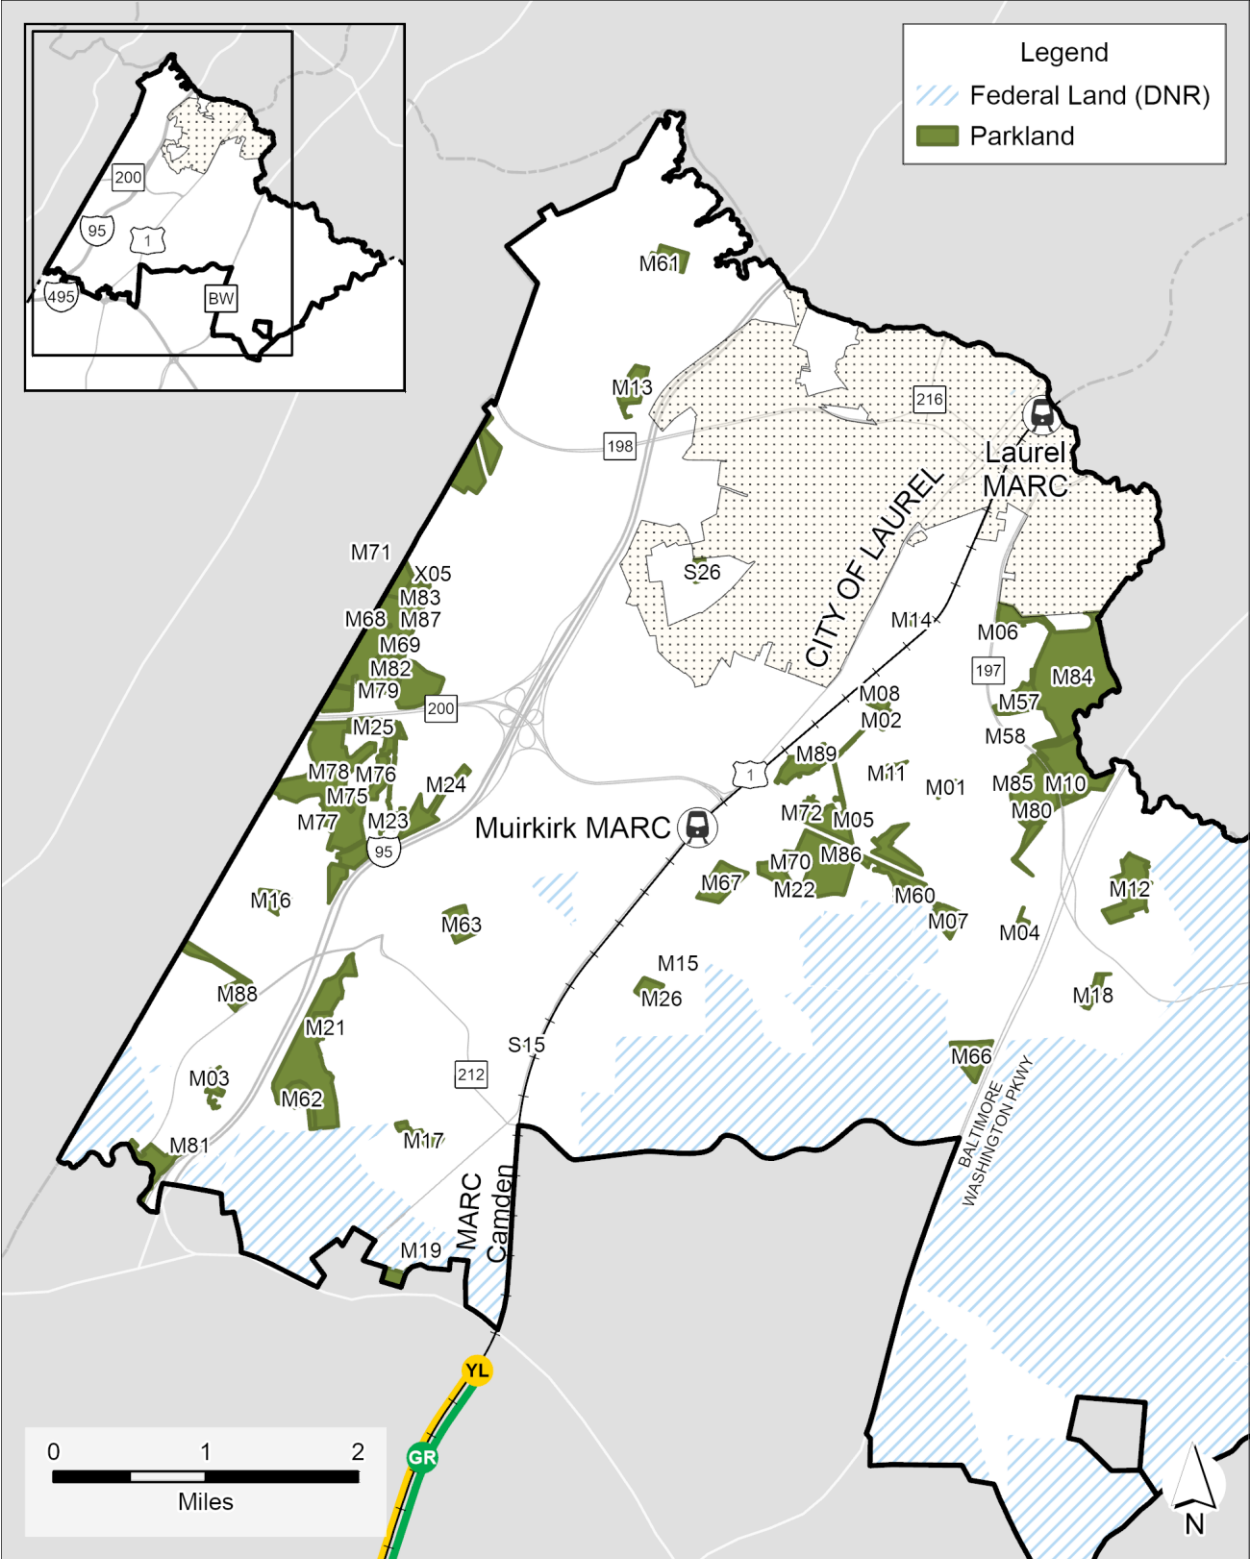 Legend
Federal Land (DNR)
Parkland
200
95
1
495
BW
M61
M13
216
198
Laurel
MARC
CITY OF LAUREL
M71
X05
S26
M83
M68
M87
M14
M06
M69
M82
197
M84
M79
200
M08
M57
M25
M02
M58
M89
M78
M76
M24
1
M11
M85
M10
M75
M01
M77
M23
Muirkirk MARC
M72
M05
M80
95
M70
M86
M67
M22
M60
M12
M16
M63
M07
M04
M15
M88
M26
M18
M21
S15
M66
M03
212
M62
BALTIMORE
WASHINGTON PKWY
M17
M81
MARC
Camden
M19
YL
GR
0 1 2
Miles
N